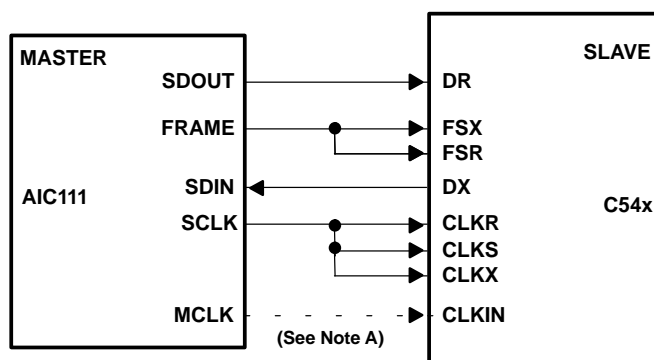 MASTER
SLAVE
SDOUT
DR
FRAME
FSX
FSR
SDIN
DX
AIC111
C54x
SCLK
CLKR
CLKS
CLKX
MCLK
CLKIN
(See Note A)